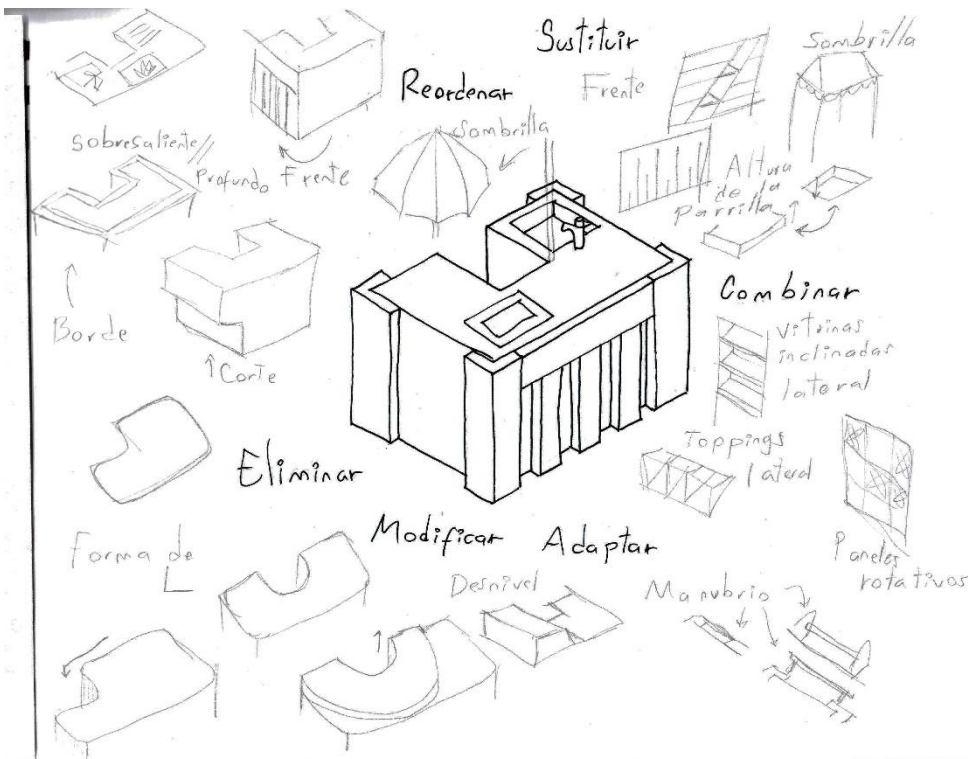 Sustituir
Frente
Sombrilla
Reordenar
Sombrilla
Sobresaliente//
Profundo
Frente
Altura
de la
Parrilla
Borde
Corte
Combinar
Vitrinas
inclinadas
lateral
Toppings
lateral
Eliminar
Forma de
L
Modificar
Adaptar
Desnivel
Manubrio
Paneles
rotativos